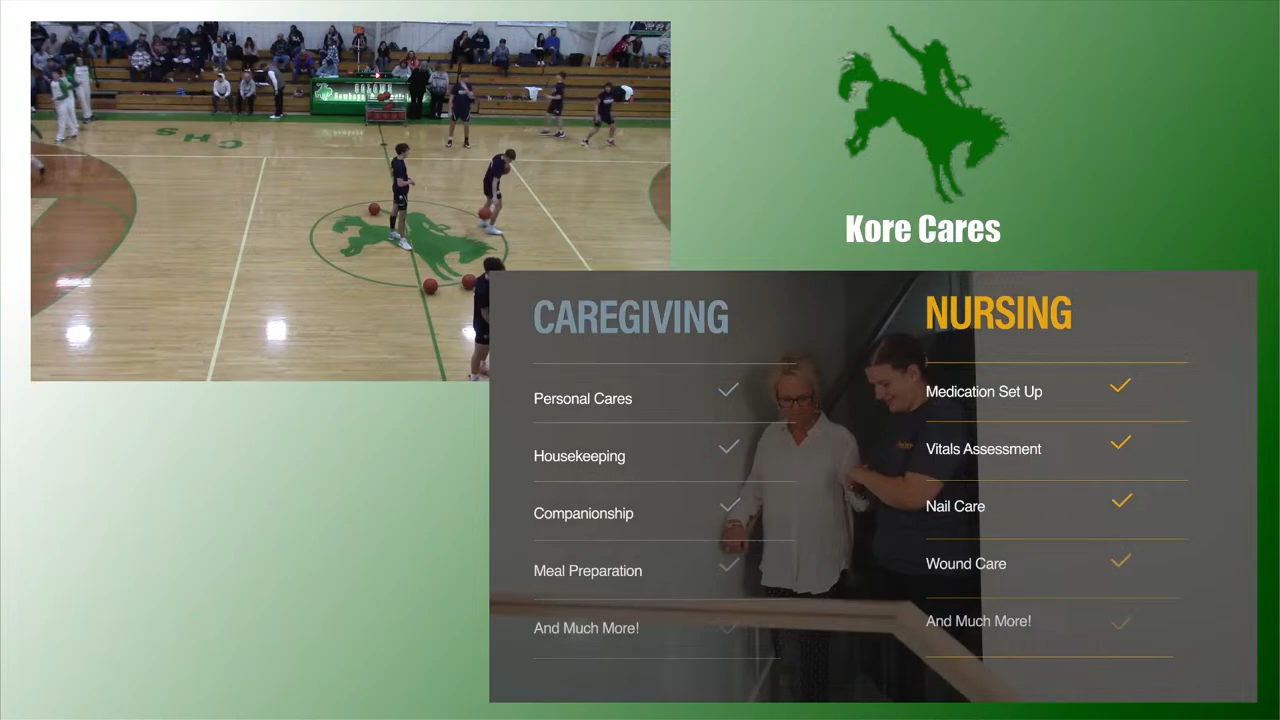 CHS
Kore Cares
CAREGIVING
Personal Cares
Housekeeping
Companionship
Meal Preparation
And Much More!
NURSING
Medication Set Up
Vitals Assessment
Nail Care
Wound Care
And Much More!